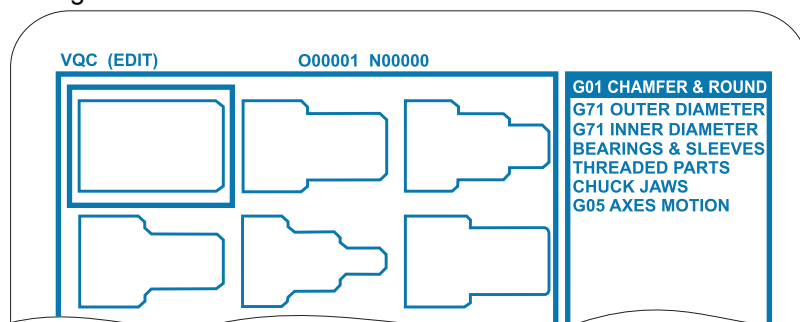 VQC (EDIT) O00001 N00000
G01 CHAMFER & ROUND
G71 OUTER DIAMETER
G71 INNER DIAMETER
BEARINGS & SLEEVES
THREADED PARTS
CHUCK JAWS
G05 AXES MOTION